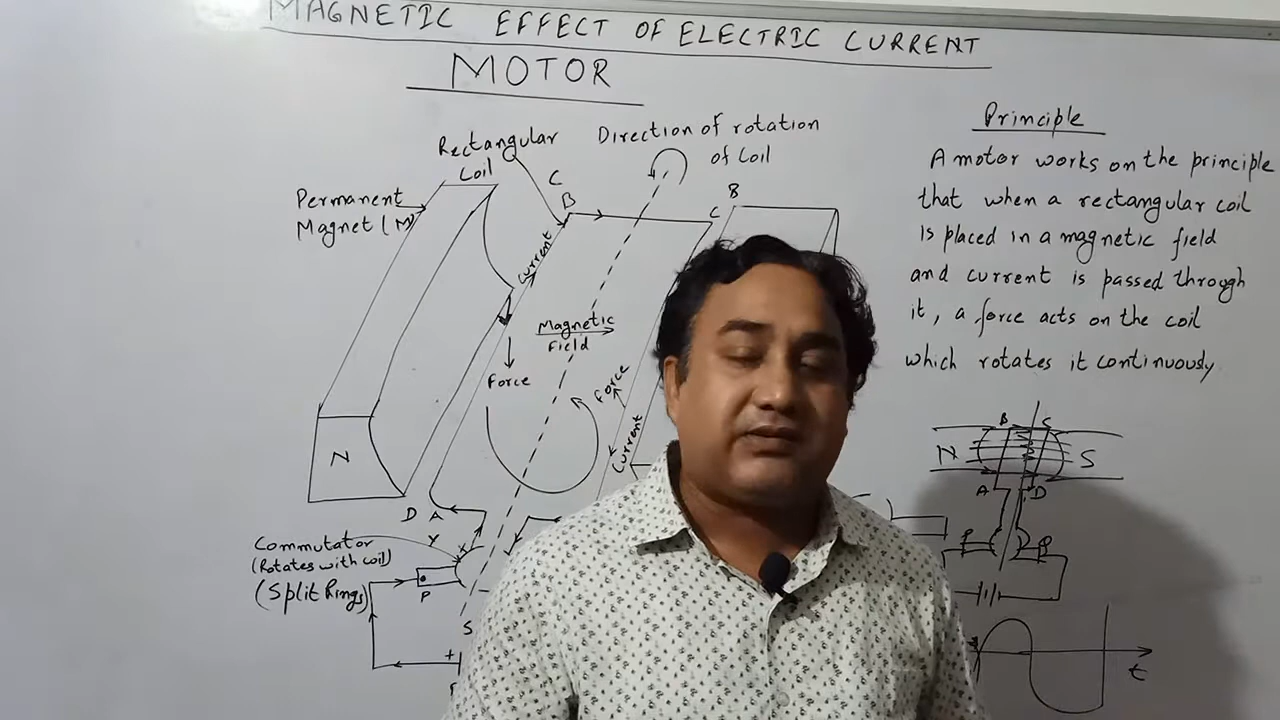 MAGNETIC EFFECT OF ELECTRIC CURRENT
MOTOR
Rectangular
Coil
Direction of rotation
of Coil
Permanent
Magnet (M)
C
B
C
B
Current
Magnetic
Field
Force
Force
Current
N
D A
Y
X
Commutator
(Rotates with coil)
(Split Rings)
P
S
+
Principle
A motor works on the principle
that when a rectangular coil
is placed in a magnetic field
and current is passed through
it, a force acts on the coil
which rotates it continuously.
B C
N S
A D
P
t